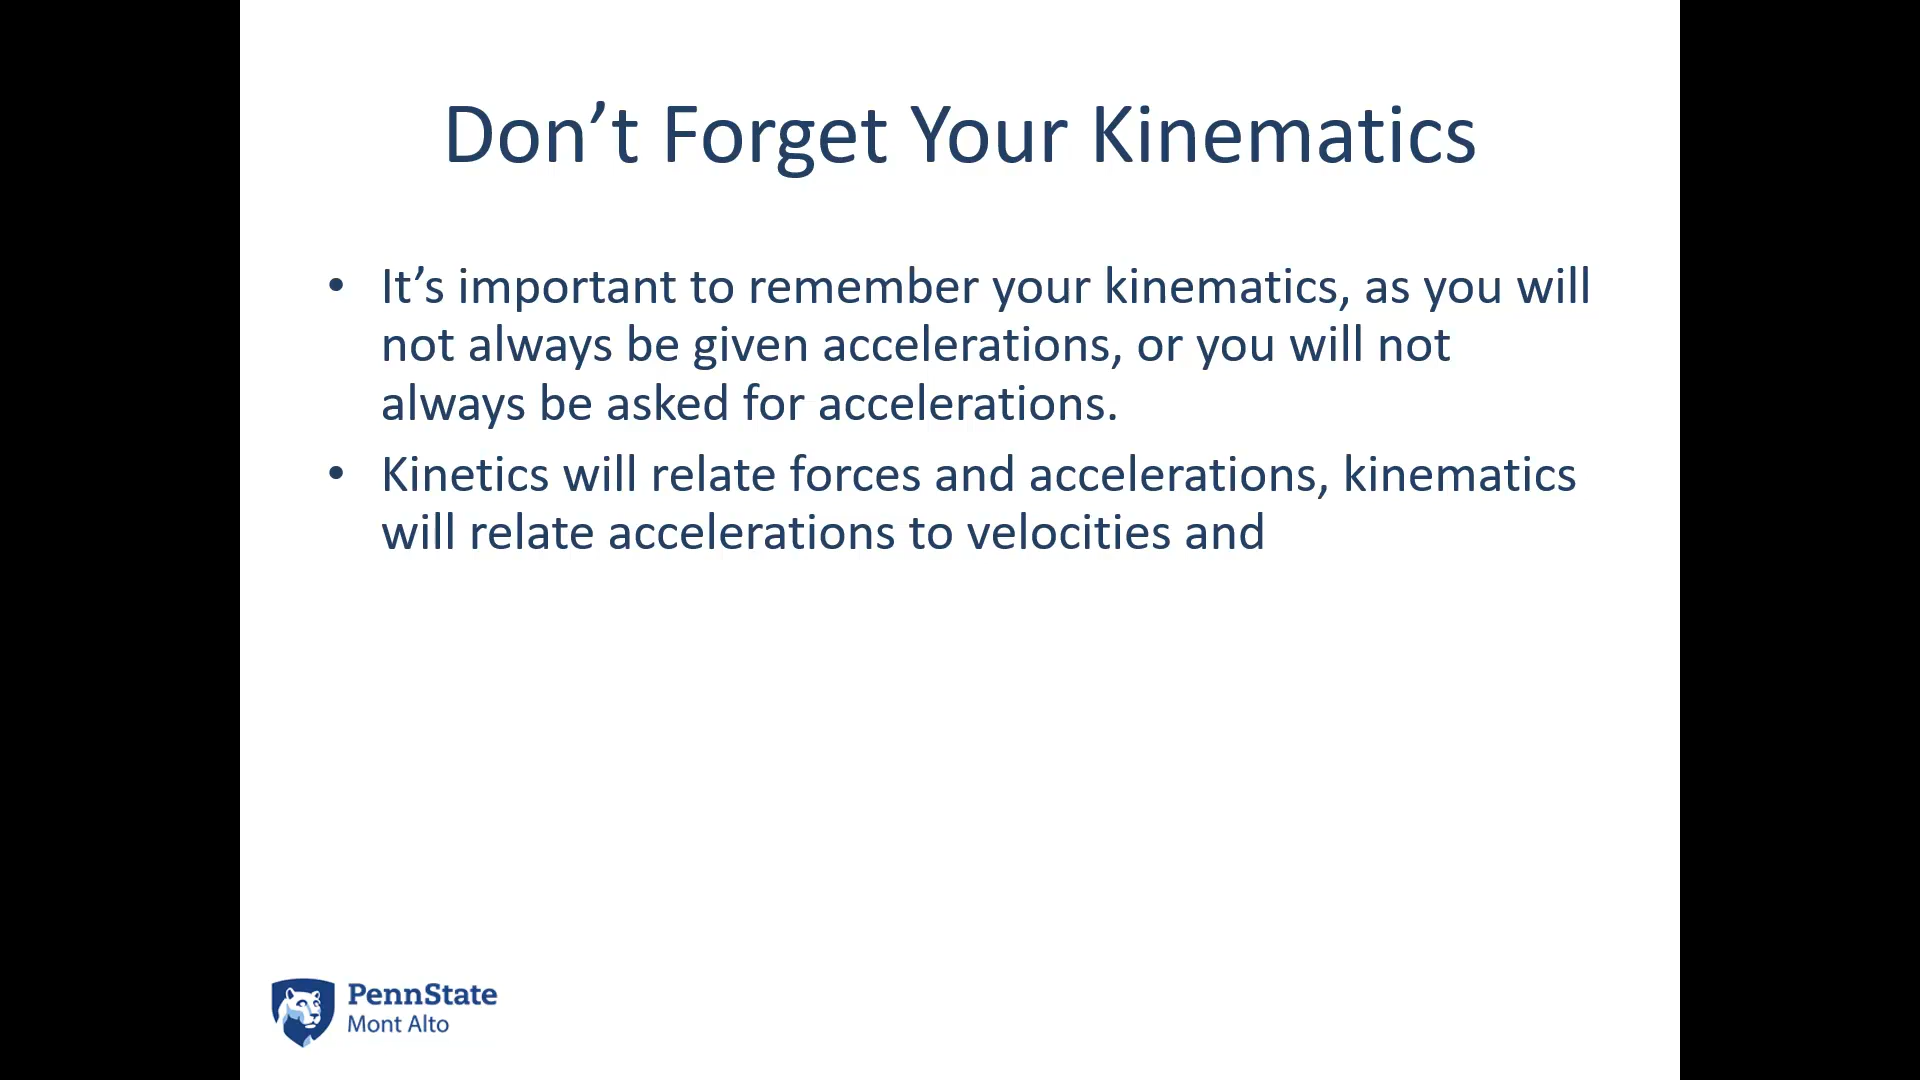 Don’t Forget Your Kinematics
• It’s important to remember your kinematics, as you will
not always be given accelerations, or you will not
always be asked for accelerations.
• Kinetics will relate forces and accelerations, kinematics
will relate accelerations to velocities and
PennState
Mont Alto